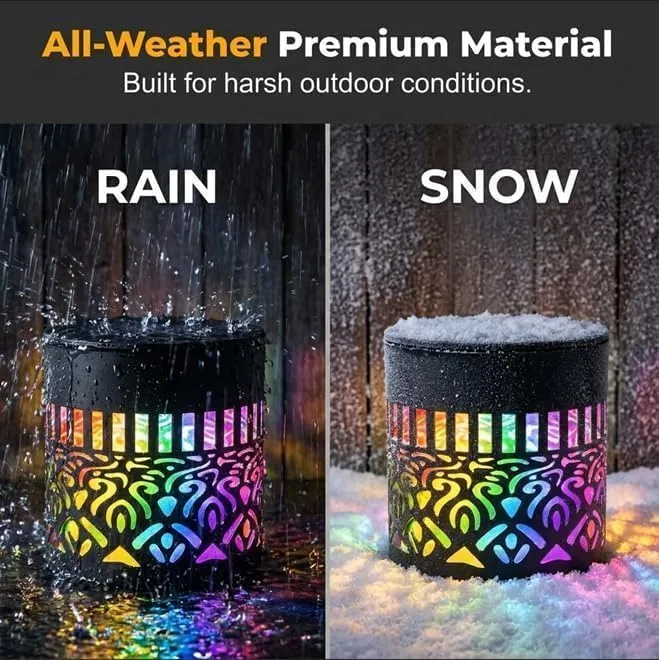 All-Weather Premium Material
Built for harsh outdoor conditions.
RAIN
SNOW